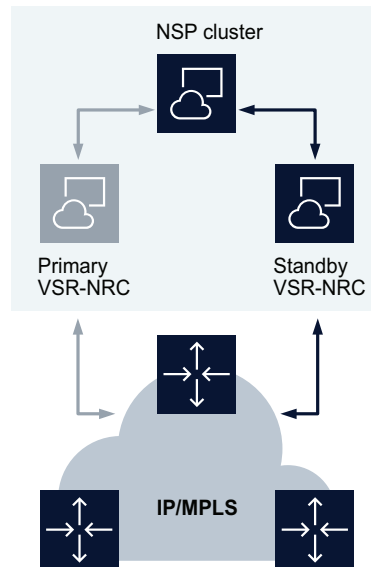 NSP cluster
Primary
VSR-NRC
Standby
VSR-NRC
IP/MPLS